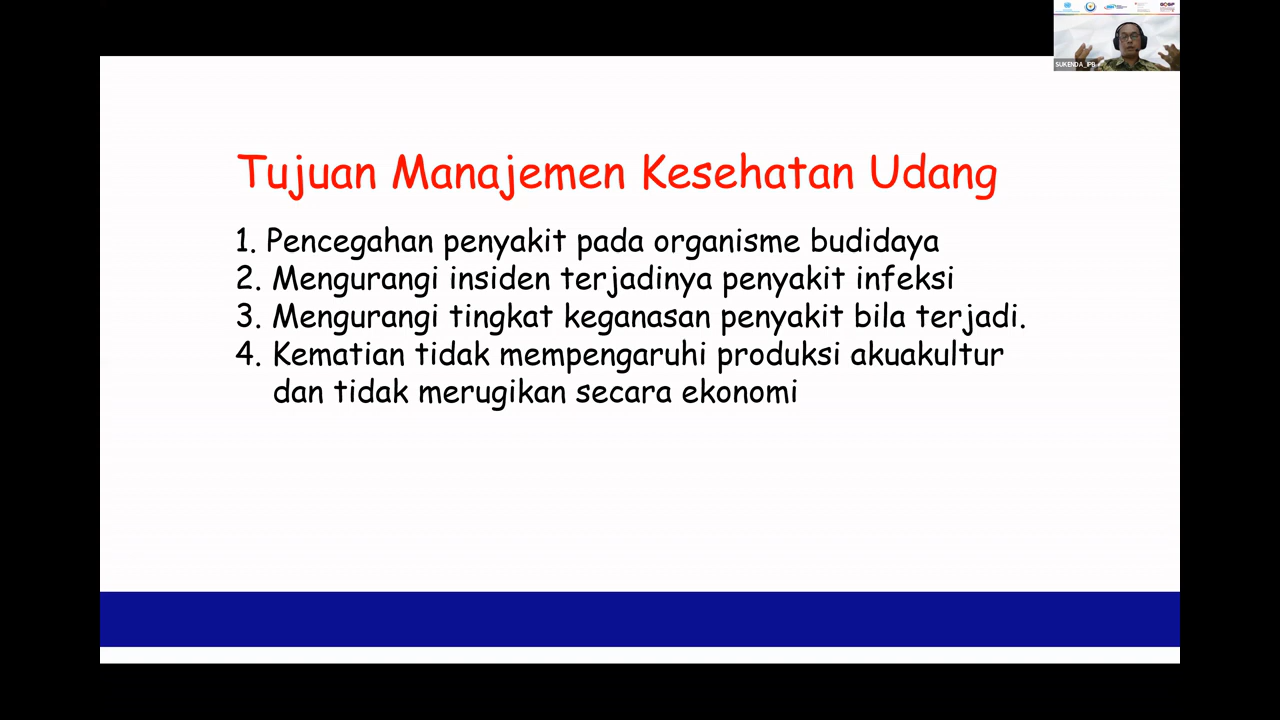 SUKENDA_IPB
Tujuan Manajemen Kesehatan Udang
1. Pencegahan penyakit pada organisme budidaya
2. Mengurangi insiden terjadinya penyakit infeksi
3. Mengurangi tingkat keganasan penyakit bila terjadi.
4. Kematian tidak mempengaruhi produksi akuakultur
dan tidak merugikan secara ekonomi